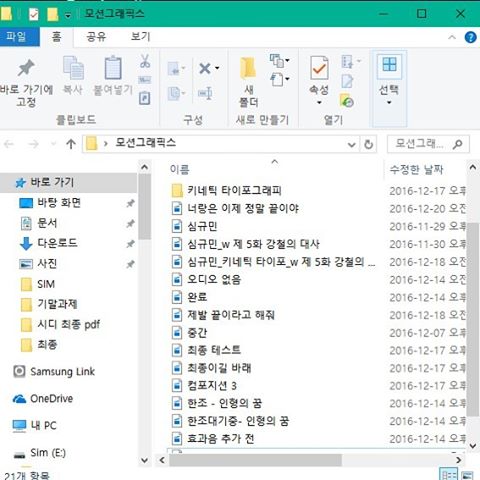 모션그래픽스
파일
홈
공유
보기
바로 가기에 고정
복사
붙여넣기
클립보드
구성
새 폴더
새로 만들기
속성
열기
선택
모션그래픽스
모션그래...
이름
수정한 날짜
바로 가기
바탕 화면
문서
다운로드
사진
SIM
기말과제
시디 최종 pdf
최종
Samsung Link
OneDrive
내 PC
Sim (E:)
키네틱 타이포그래피 2016-12-17 오후
너랑은 이제 정말 끝이야 2016-12-20 오전
심규민 2016-11-29 오후
심규민_w 제 5화 강철의 대사 2016-11-30 오후
심규민_키네틱 타이포_w 제 5화 강철의 ... 2016-12-18 오후
오디오 없음 2016-12-14 오후
완료 2016-12-14 오후
제발 끝이라고 해줘 2016-12-18 오전
중간 2016-12-07 오후
최종 테스트 2016-12-17 오후
최종이길 바래 2016-12-17 오후
컴포지션 3 2016-12-17 오후
한조 - 인형의 꿈 2016-12-14 오후
한조대기중- 인형의 꿈 2016-12-14 오후
효과음 추가 전 2016-12-17 오후
21개 항목